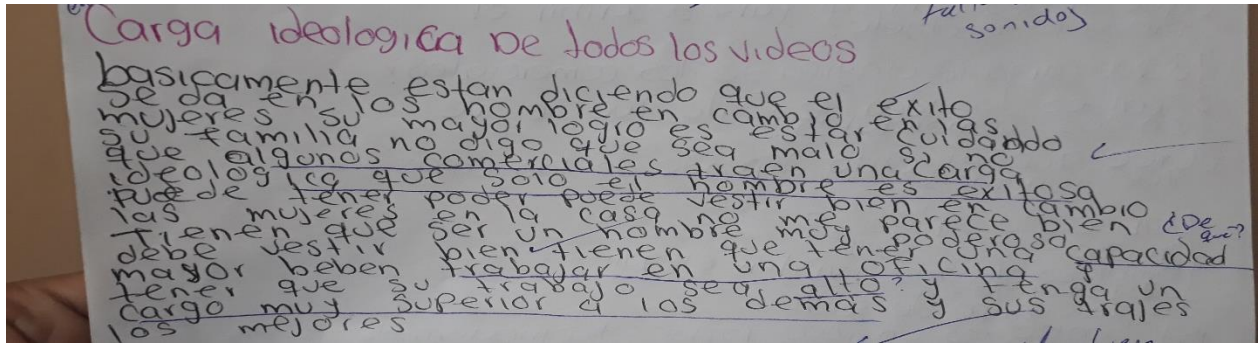 sonidos
Carga ideologica De todos los videos
basicamente estan diciendo que el exito
se da en los hombre en cambio en las
mujeres su mayor logro es estar cuidando
su familia no digo que sea malo si no
que algunos comerciales traen una carga
ideologica que solo el hombre es exitosa
puede tener poder puede vestir bien en cambio
las mujeres en la casa no me parece bien
tienen que ser un hombre muy poderoso ¿De que?
debe vestir bien tienen que tener una capacidad
mayor beben trabajar en una oficina y
tener que su trabajo sea alto? y tenga un
cargo muy superior a los demas y sus trajes
los mejores